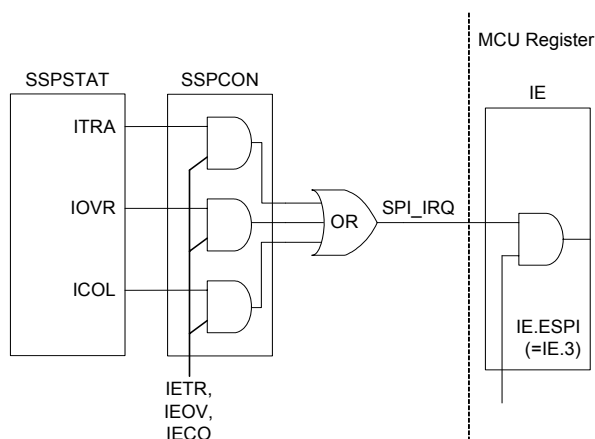 MCU Register
SSPSTAT
SSPCON
IE
ITRA
IOVR
OR
SPI_IRQ
ICOL
IE.ESPI
(=IE.3)
IETR,
IEOV,
IECO